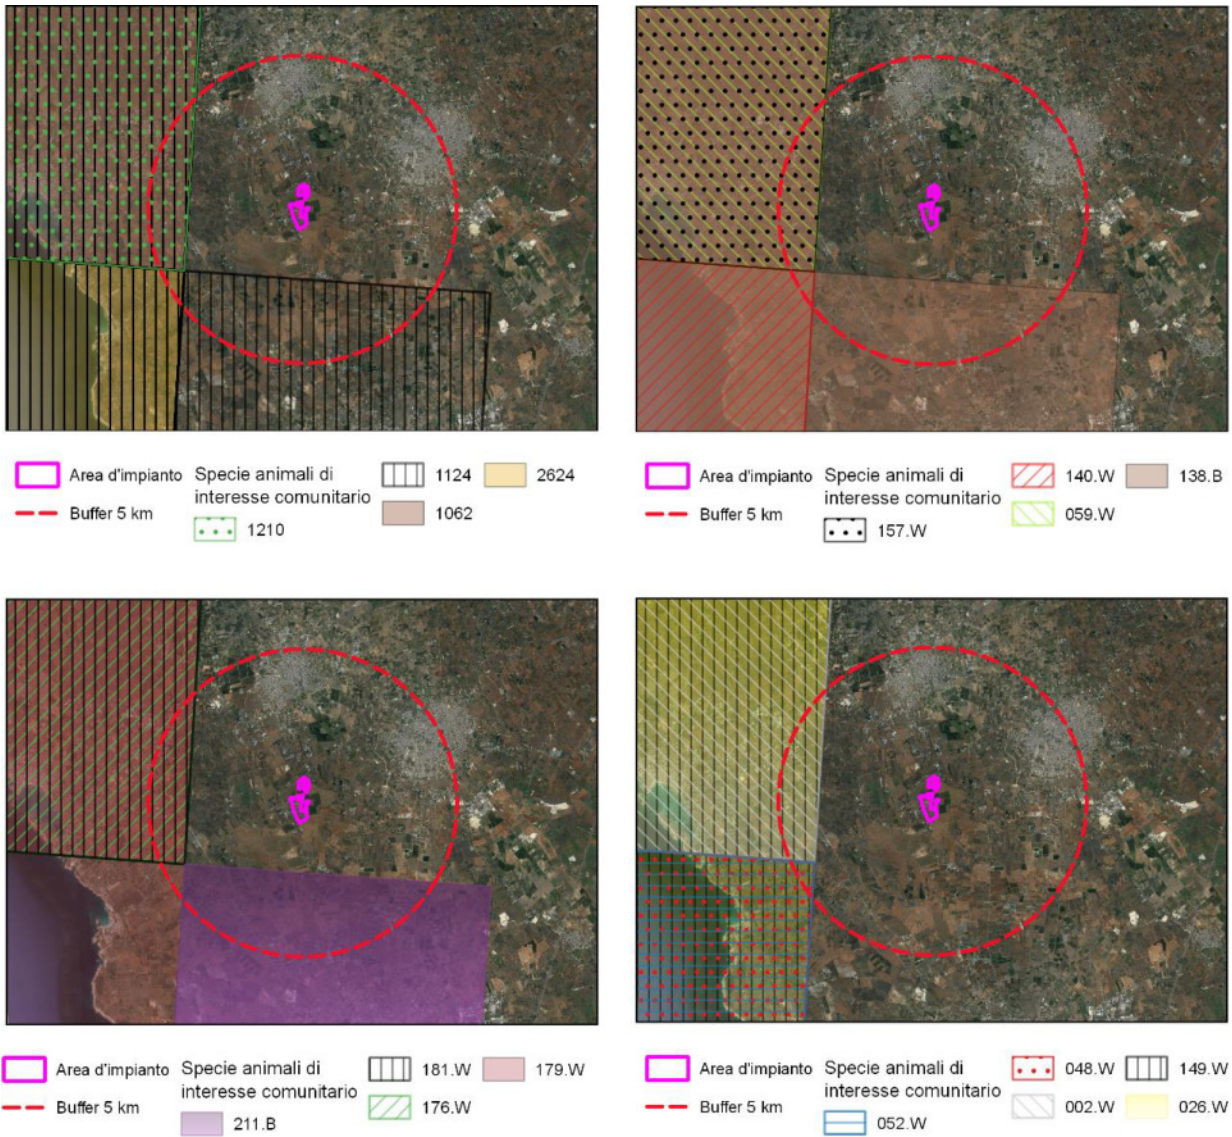 Area d'impianto
Buffer 5 km
Specie animali di
interesse comunitario
1210
1124
1062
2624
Area d'impianto
Buffer 5 km
Specie animali di
interesse comunitario
157.W
140.W
059.W
138.B
Area d'impianto
Buffer 5 km
Specie animali di
interesse comunitario
211.B
181.W
176.W
179.W
Area d'impianto
Buffer 5 km
Specie animali di
interesse comunitario
052.W
048.W
002.W
149.W
026.W